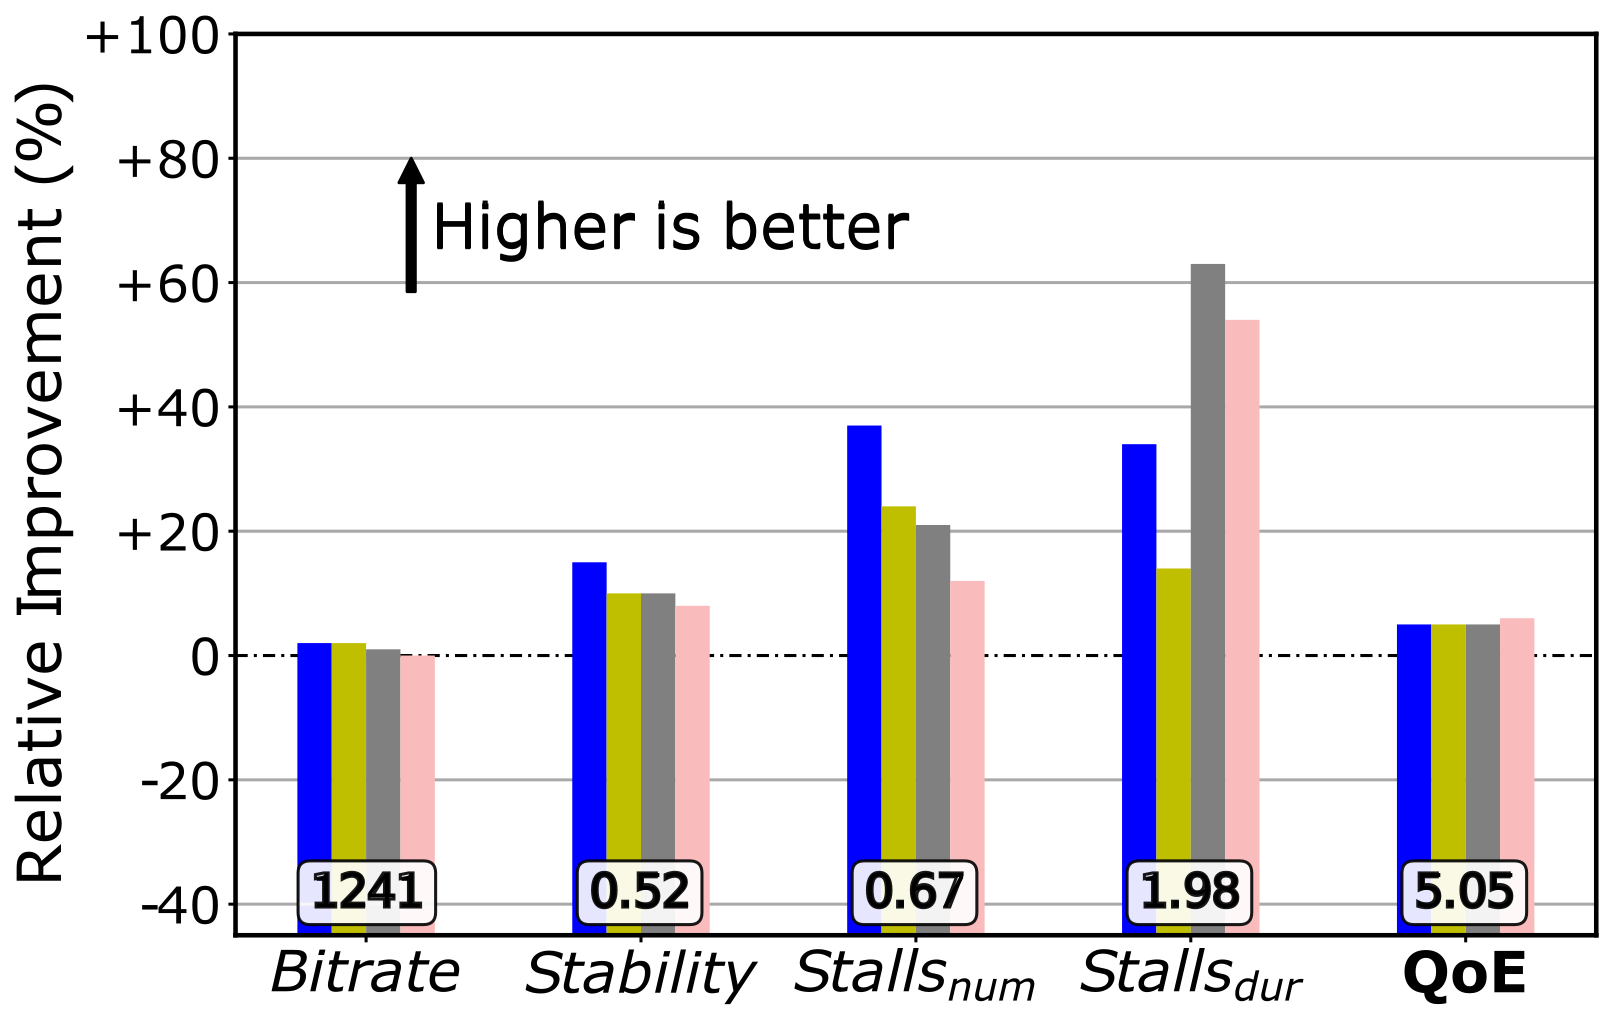 Relative Improvement (%)
+100
+80
+60
+40
+20
0
-20
-40
Higher is better
1241
0.52
0.67
1.98
5.05
Bitrate
Stability
Stallsnum
Stallsdur
QoE